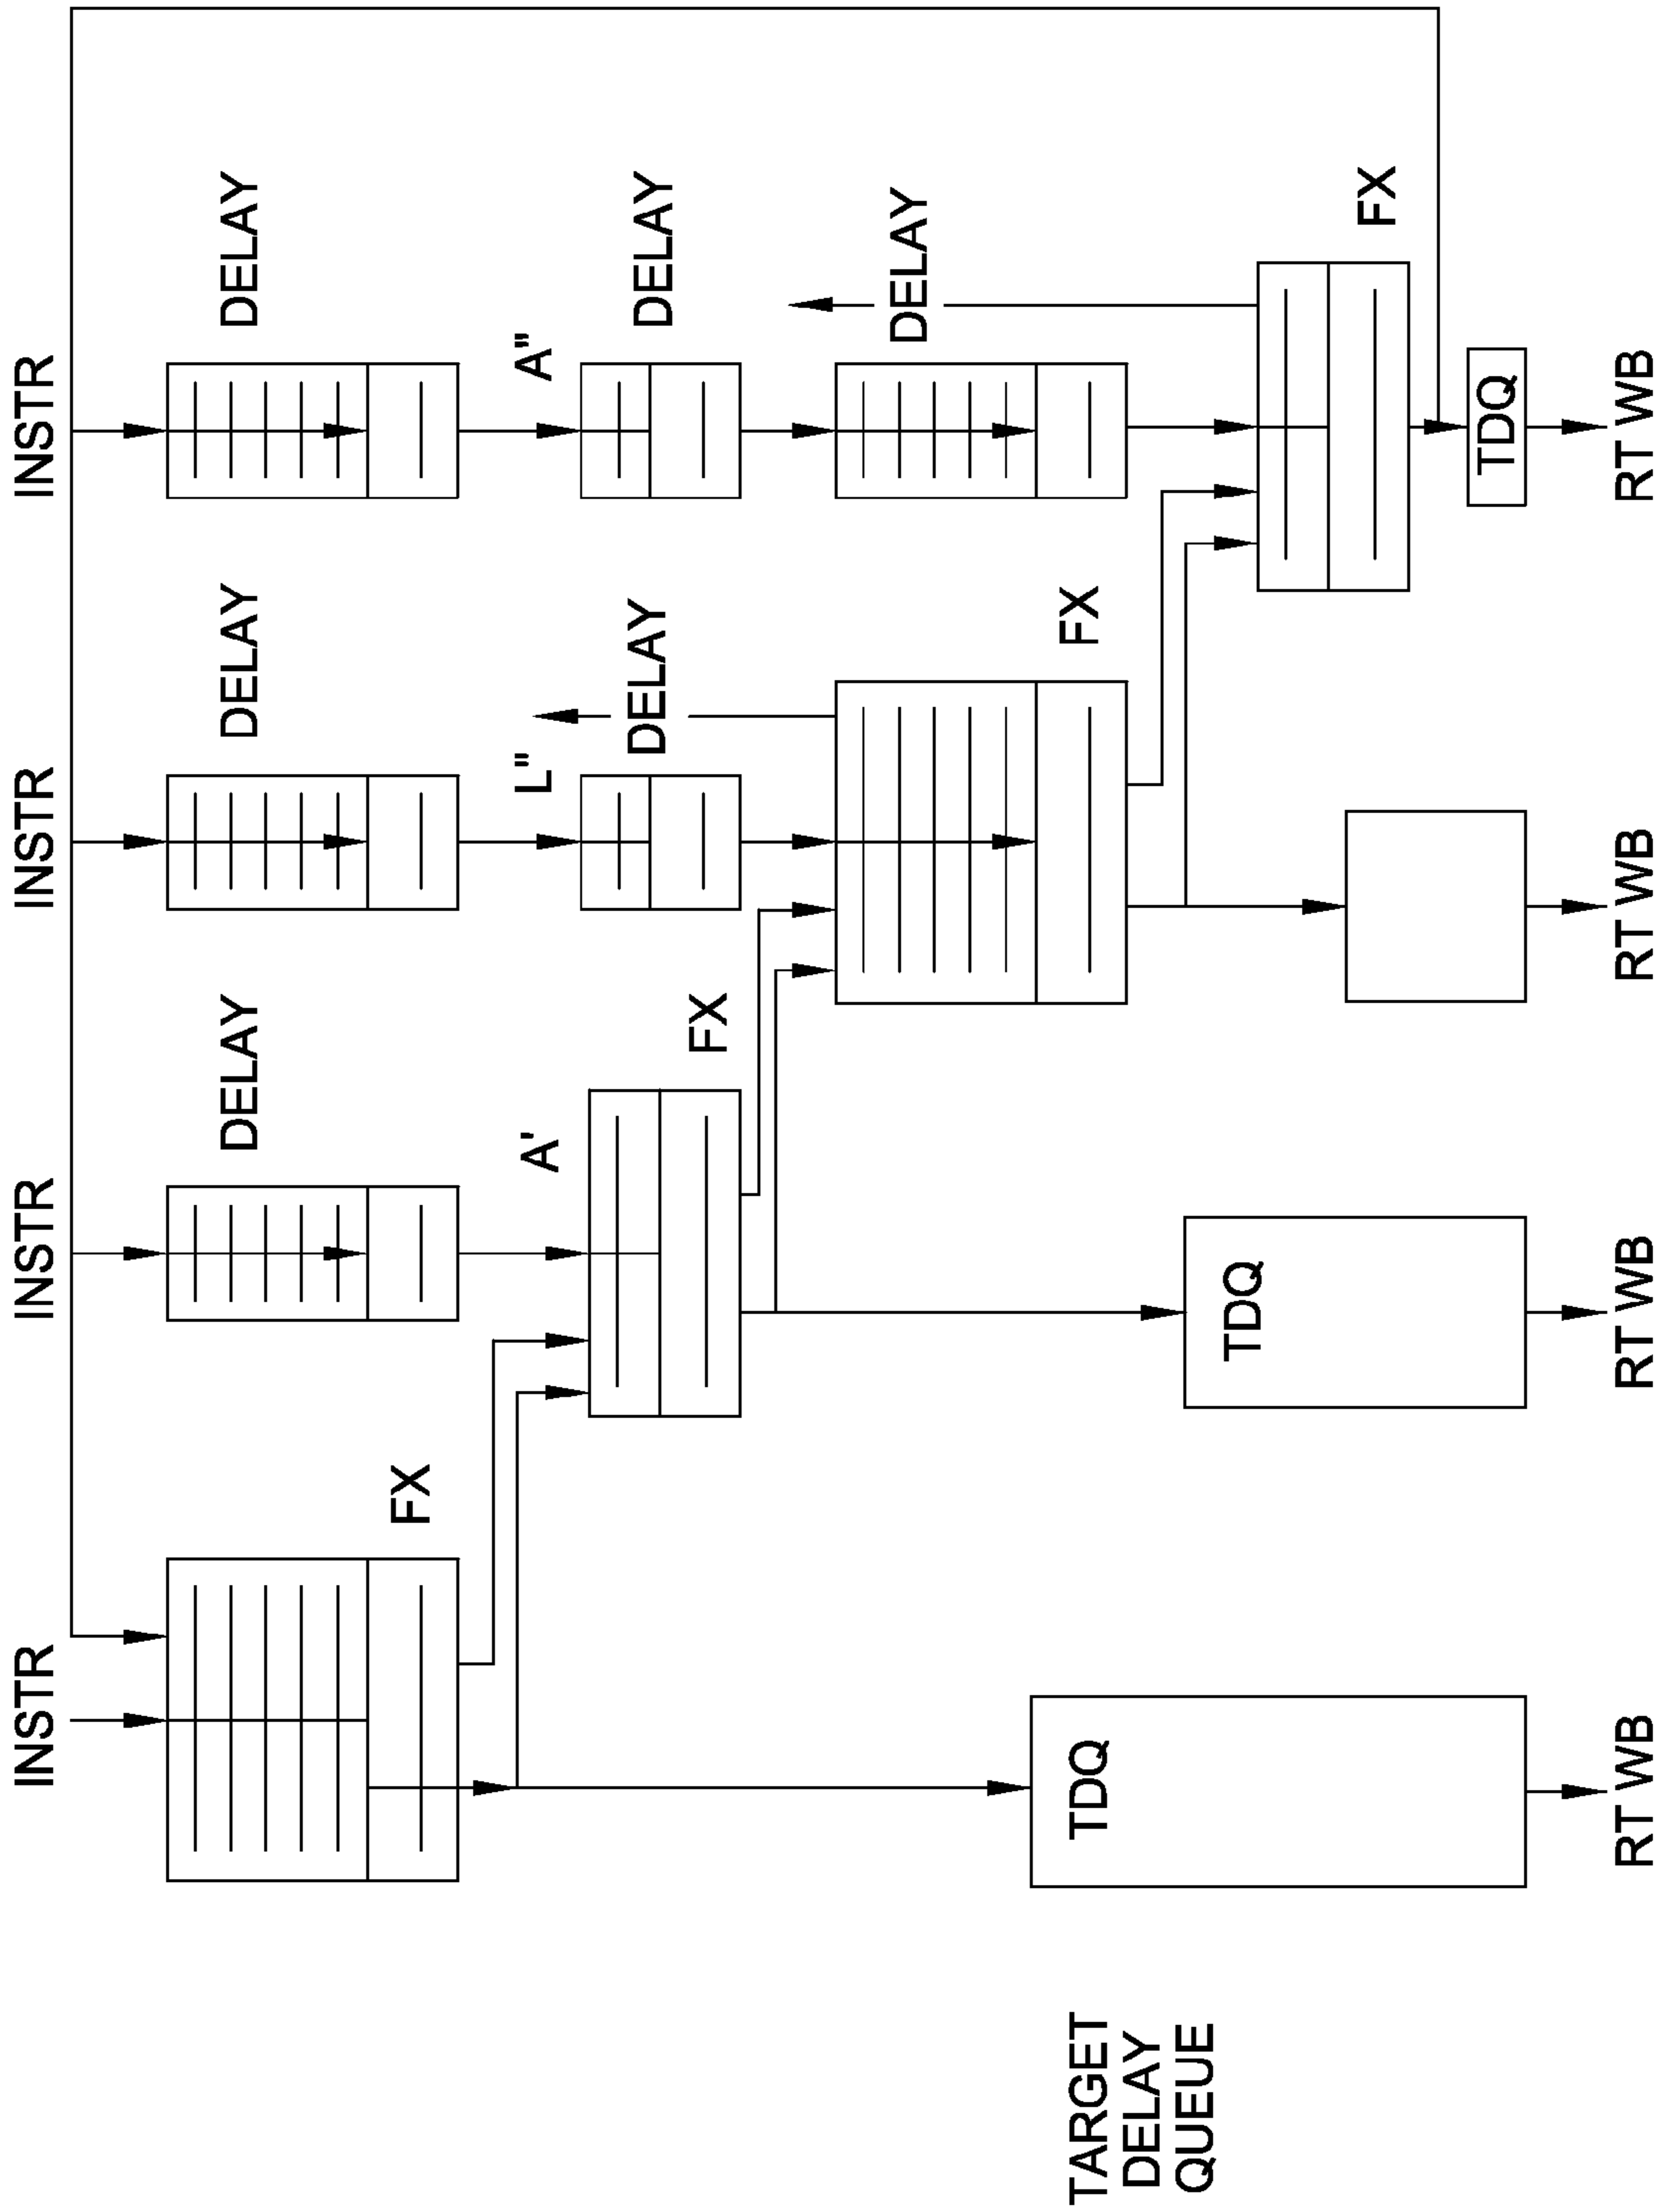 INSTR
INSTR
INSTR
INSTR
DELAY
DELAY
DELAY
FX
A'
L"
A"
DELAY
DELAY
FX
DELAY
FX
FX
TARGET
DELAY
QUEUE
TDQ
TDQ
TDQ
RT WB
RT WB
RT WB
RT WB